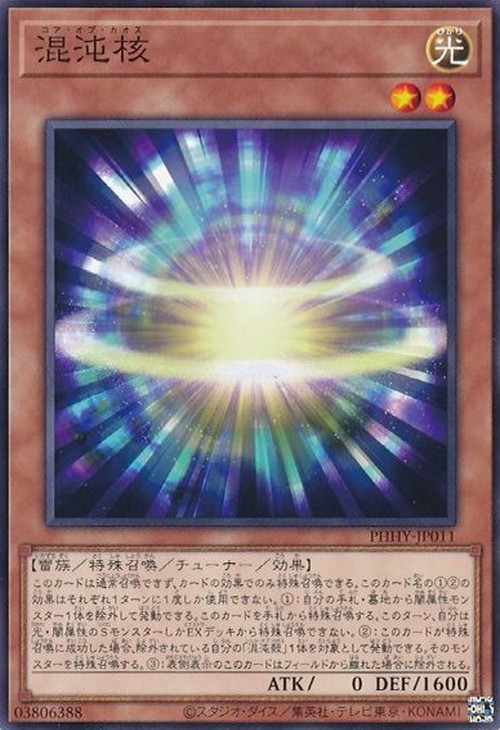 コア・オブ・カオス
混沌核
ひかり
光
PHHY-JP011
【雷族／特殊召喚／チューナー／効果】
このカードは通常召喚できず、カードの効果でのみ特殊召喚できる。このカード名の①②の
効果はそれぞれ１ターンに１度しか使用できない。①：自分の手札・墓地から闇属性モン
スター１体を除外して発動できる。このカードを手札から特殊召喚する。このターン、自分は
光・闇属性のＳモンスターしかEXデッキから特殊召喚できない。②：このカードが特殊
召喚に成功した場合、除外されている自分の「混沌殻」１体を対象として発動できる。そのモ
ンスターを特殊召喚する。③：表側表示のこのカードはフィールドから離れた場合に除外される。
ATK/ 0 DEF/1600
03806388 ©スタジオ・ダイス／集英社・テレビ東京・KONAMI